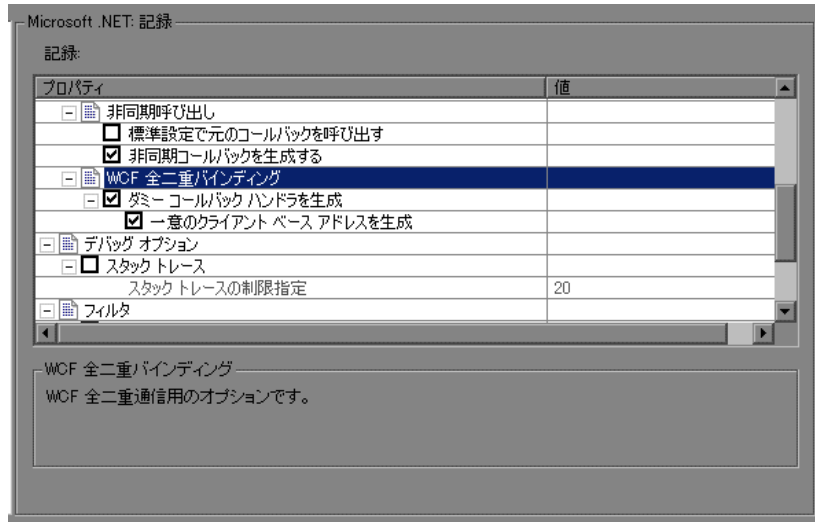 Microsoft .NET: 記録
記録:
プロパティ 値
非同期呼び出し
標準設定で元のコールバックを呼び出す
非同期コールバックを生成する
WCF 全二重バインディング
ダミー コールバック ハンドラを生成
一意のクライアント ベース アドレスを生成
デバッグ オプション
スタック トレース
スタック トレースの制限指定 20
フィルタ
WCF 全二重バインディング
WCF 全二重通信用のオプションです。